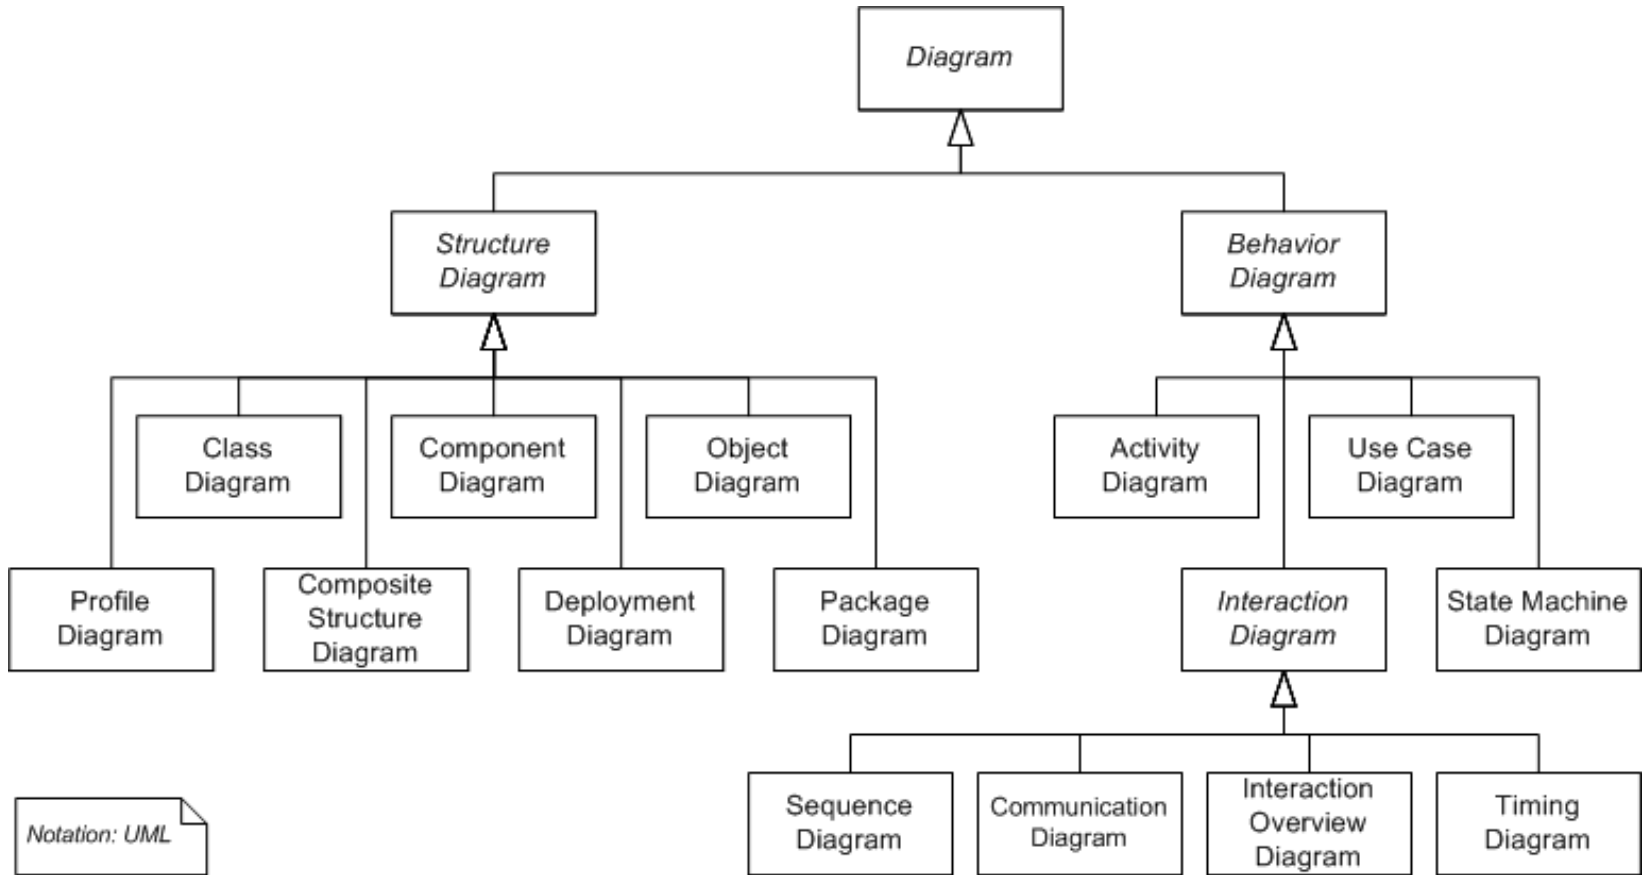 Diagram
Structure
Diagram
Behavior
Diagram
Class
Diagram
Component
Diagram
Object
Diagram
Activity
Diagram
Use Case
Diagram
Profile
Diagram
Composite
Structure
Diagram
Deployment
Diagram
Package
Diagram
Interaction
Diagram
State Machine
Diagram
Sequence
Diagram
Communication
Diagram
Interaction
Overview
Diagram
Timing
Diagram
Notation: UML